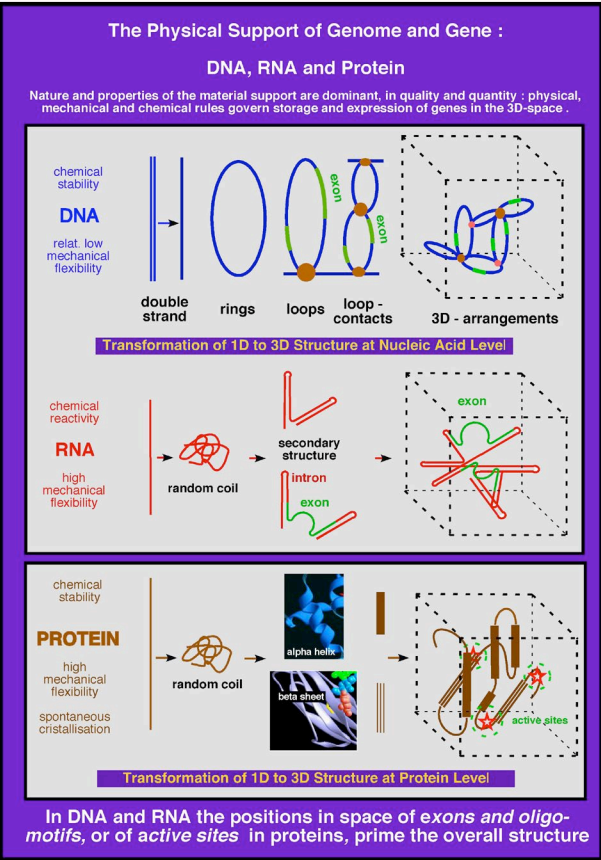 The Physical Support of Genome and Gene :
DNA, RNA and Protein
Nature and properties of the material support are dominant, in quality and quantity : physical,
mechanical and chemical rules govern storage and expression of genes in the 3D-space .
chemical
stability
DNA
relat. low
mechanical
flexibility
exon
exon
double
strand
rings
loops
loop -
contacts
3D - arrangements
Transformation of 1D to 3D Structure at Nucleic Acid Level
chemical
reactivity
RNA
high
mechanical
flexibility
random coil
secondary
structure
intron
exon
exon
chemical
stability
PROTEIN
high
mechanical
flexibility
spontaneous
cristallisation
random coil
alpha helix
beta sheet
active sites
Transformation of 1D to 3D Structure at Protein Level
In DNA and RNA the positions in space of exons and oligo-
motifs, or of active sites in proteins, prime the overall structure